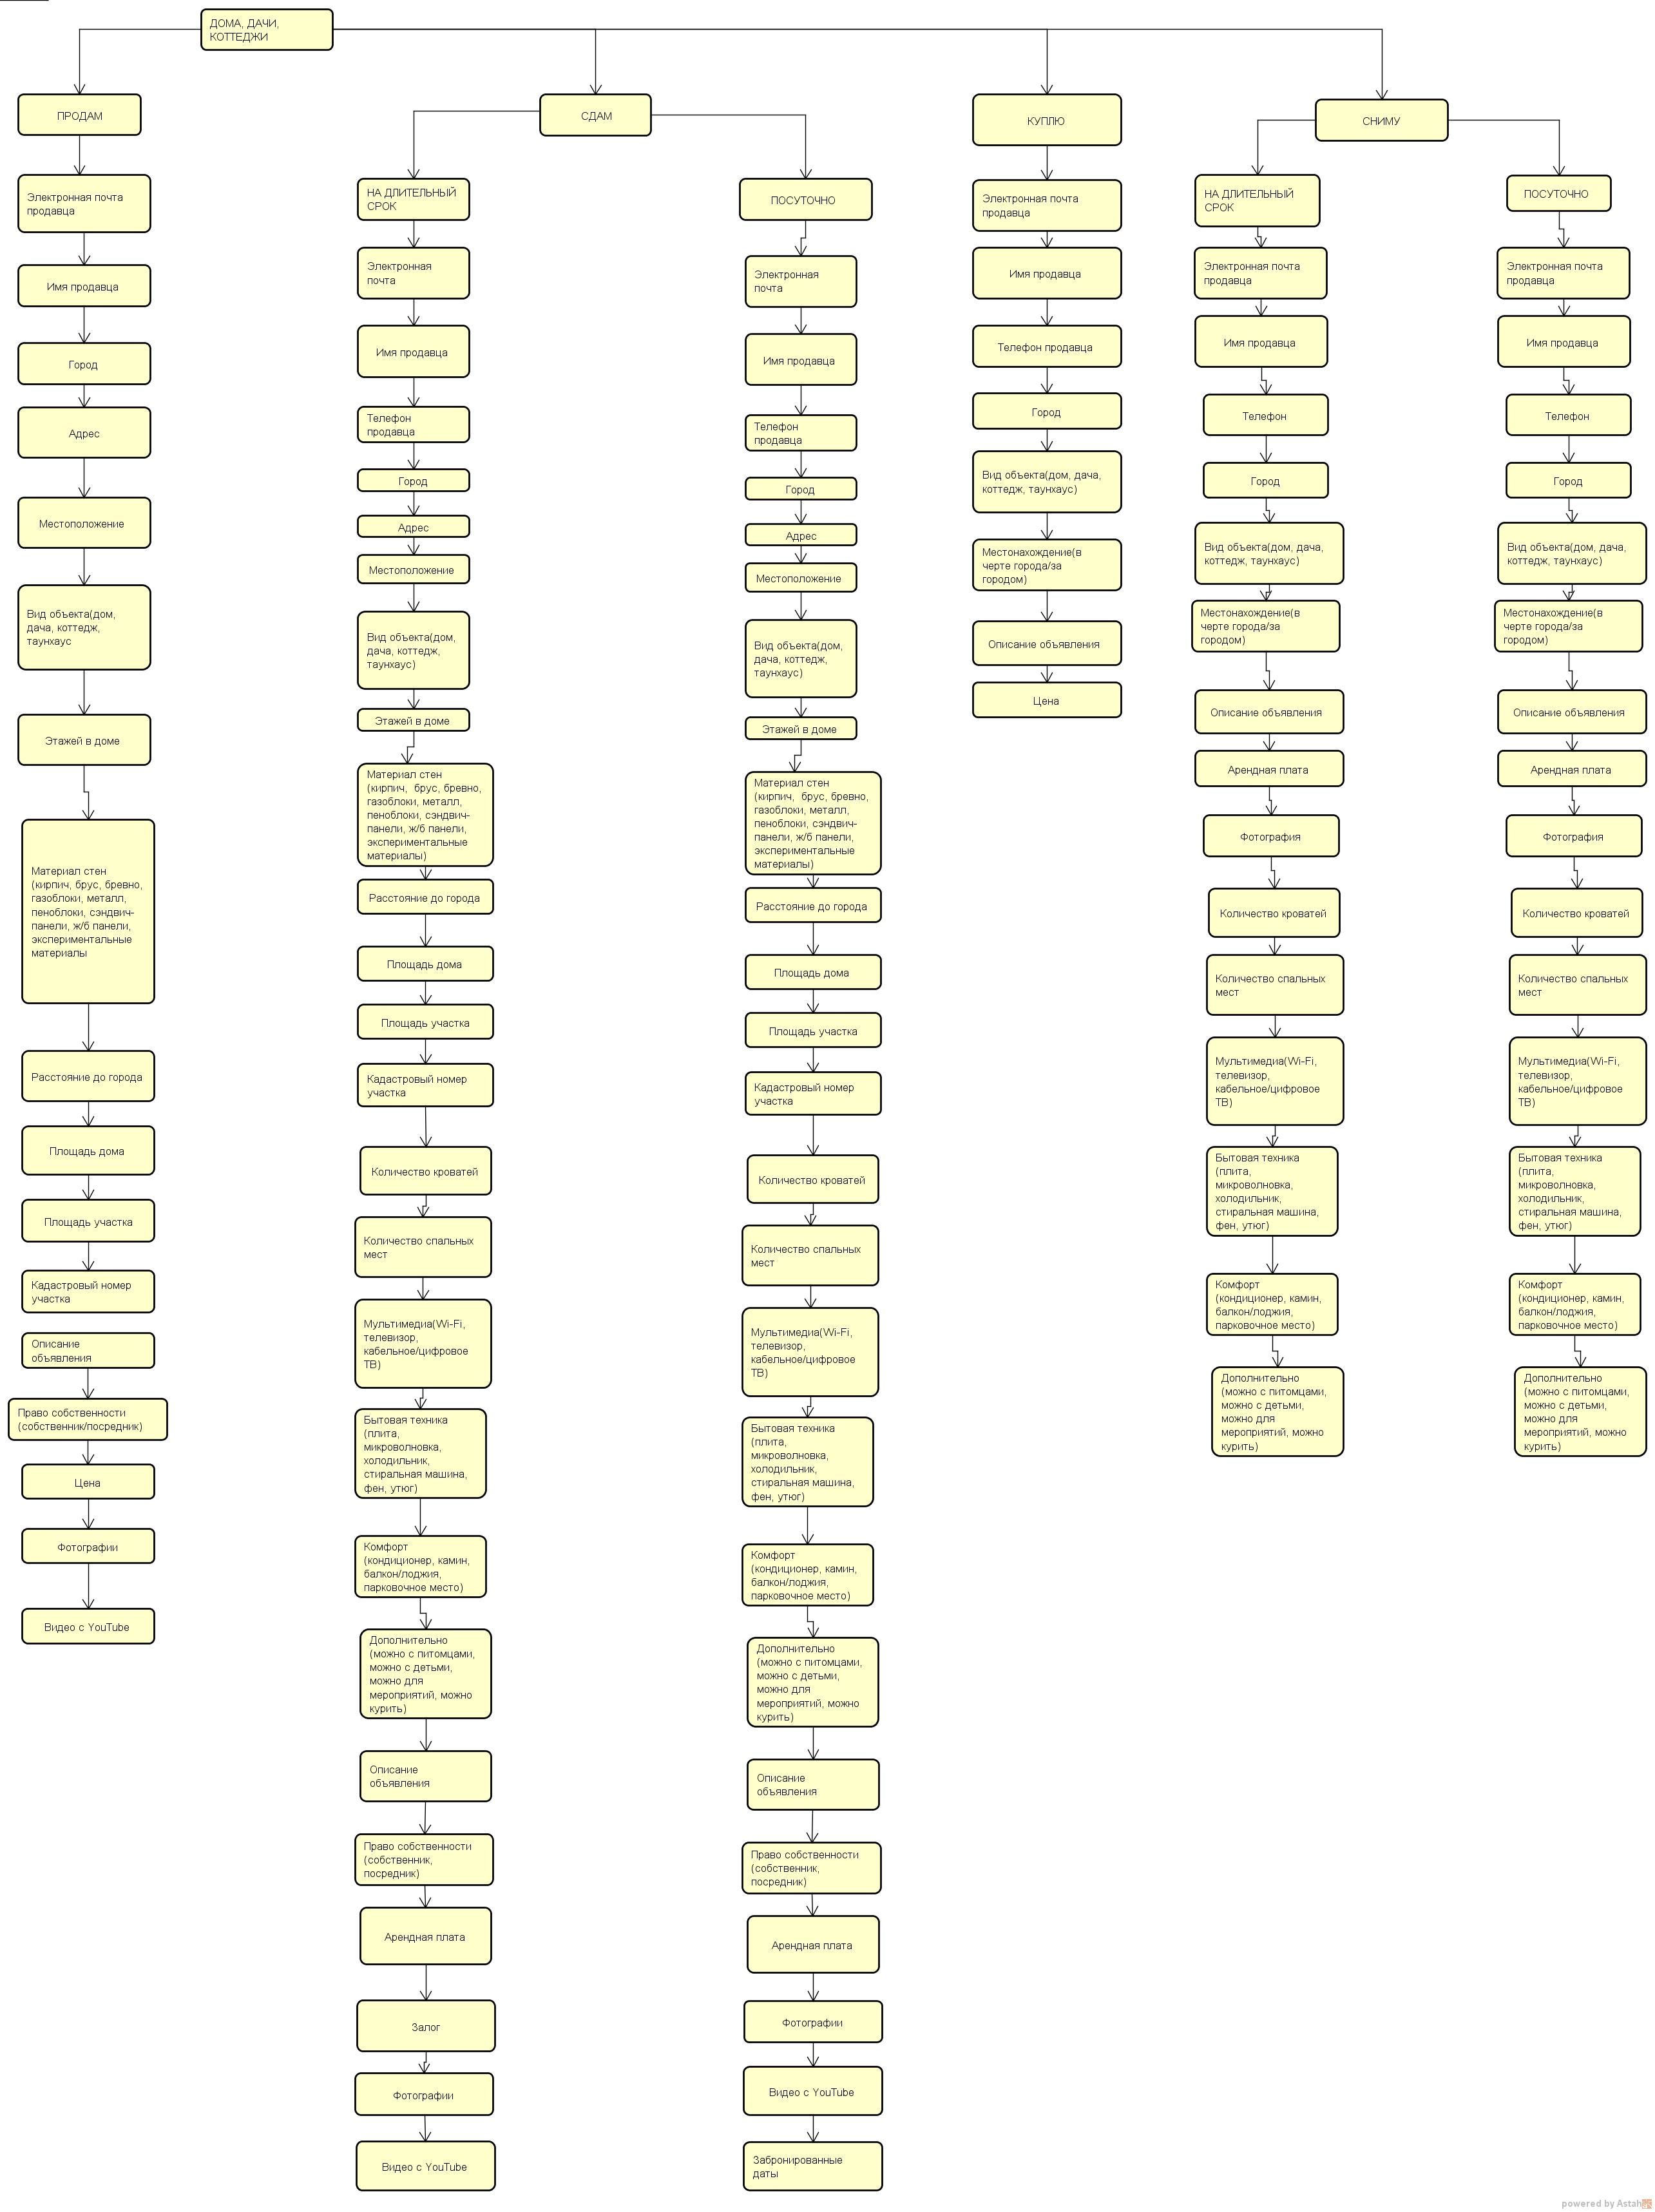 ДОМА, ДАЧИ,
КОТТЕДЖИ
ПРОДАМ
Электронная почта
продавца
Имя продавца
Город
Адрес
Местоположение
Вид объекта(дом,
дача, коттедж,
таунхаус
Этажей в доме
Материал стен
(кирпич, брус, бревно,
газоблоки, металл,
пеноблоки, сэндвич-
панели, ж/б панели,
экспериментальные
материалы
Расстояние до города
Площадь дома
Площадь участка
Кадастровый номер
участка
Описание
объявления
Право собственности
(собственник/посредник)
Цена
Фотографии
Видео с YouTube
СДАМ
НА ДЛИТЕЛЬНЫЙ
СРОК
Электронная
почта
Имя продавца
Телефон
продавца
Город
Адрес
Местоположение
Вид объекта(дом,
дача, коттедж,
таунхаус)
Этажей в доме
Материал стен
(кирпич, брус, бревно,
газоблоки, металл,
пеноблоки, сэндвич-
панели, ж/б панели,
экспериментальные
материалы)
Расстояние до города
Площадь дома
Площадь участка
Кадастровый номер
участка
Количество кроватей
Количество спальных
мест
Мультимедиа(Wi-Fi,
телевизор,
кабельное/цифровое
ТВ)
Бытовая техника
(плита,
микроволновка,
холодильник,
стиральная машина,
фен, утюг)
Комфорт
(кондиционер, камин,
балкон/лоджия,
парковочное место)
Дополнительно
(можно с питомцами,
можно с детьми,
можно для
мероприятий, можно
курить)
Описание
объявления
Право собственности
(собственник,
посредник)
Арендная плата
Залог
Фотографии
Видео с YouTube
ПОСУТОЧНО
Электронная
почта
Имя продавца
Телефон
продавца
Город
Адрес
Местоположение
Вид объекта(дом,
дача, коттедж,
таунхаус)
Этажей в доме
Материал стен
(кирпич, брус, бревно,
газоблоки, металл,
пеноблоки, сэндвич-
панели, ж/б панели,
экспериментальные
материалы)
Расстояние до города
Площадь дома
Площадь участка
Кадастровый номер
участка
Количество кроватей
Количество спальных
мест
Мультимедиа(Wi-Fi,
телевизор,
кабельное/цифровое
ТВ)
Бытовая техника
(плита,
микроволновка,
холодильник,
стиральная машина,
фен, утюг)
Комфорт
(кондиционер, камин,
балкон/лоджия,
парковочное место)
Дополнительно
(можно с питомцами,
можно с детьми,
можно для
мероприятий, можно
курить)
Описание
объявления
Право собственности
(собственник,
посредник)
Арендная плата
Фотографии
Видео с YouTube
Забронированные
даты
КУПЛЮ
Электронная почта
продавца
Имя продавца
Телефон продавца
Город
Вид объекта(дом, дача,
коттедж, таунхаус)
Местонахождение(в
черте города/за
городом)
Описание объявления
Цена
СНИМУ
НА ДЛИТЕЛЬНЫЙ
СРОК
Электронная почта
продавца
Имя продавца
Телефон
Город
Вид объекта(дом, дача,
коттедж, таунхаус)
Местонахождение(в
черте города/за
городом)
Описание объявления
Арендная плата
Фотография
Количество кроватей
Количество спальных
мест
Мультимедиа(Wi-Fi,
телевизор,
кабельное/цифровое
ТВ)
Бытовая техника
(плита,
микроволновка,
холодильник,
стиральная машина,
фен, утюг)
Комфорт
(кондиционер, камин,
балкон/лоджия,
парковочное место)
Дополнительно
(можно с питомцами,
можно с детьми,
можно для
мероприятий, можно
курить)
ПОСУТОЧНО
Электронная почта
продавца
Имя продавца
Телефон
Город
Вид объекта(дом, дача,
коттедж, таунхаус)
Местонахождение(в
черте города/за
городом)
Описание объявления
Арендная плата
Фотография
Количество кроватей
Количество спальных
мест
Мультимедиа(Wi-Fi,
телевизор,
кабельное/цифровое
ТВ)
Бытовая техника
(плита,
микроволновка,
холодильник,
стиральная машина,
фен, утюг)
Комфорт
(кондиционер, камин,
балкон/лоджия,
парковочное место)
Дополнительно
(можно с питомцами,
можно с детьми,
можно для
мероприятий, можно
курить)
powered by Astah